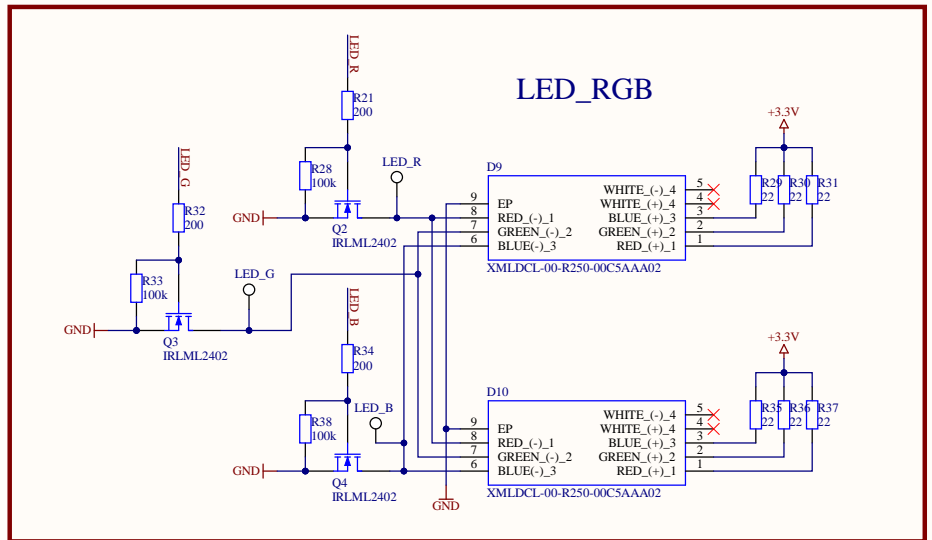 LED_RGB
LED_R
R21
200
R28
100k
LED_R
GND
Q2
IRLML2402
LED_G
R32
200
R33
100k
LED_G
GND
Q3
IRLML2402
LED_B
R34
200
R38
100k
LED_B
GND
Q4
IRLML2402
D9
9 EP WHITE_(-)_4 5
8 RED_(-)_1 WHITE_(+)_4 4
7 GREEN_(-)_2 BLUE_(+)_3 3
6 BLUE(-)_3 GREEN_(+)_2 2
RED_(+)_1 1
XMLDCL-00-R250-00C5AAA02
+3.3V
R29 R30 R31
22 22 22
D10
9 EP WHITE_(-)_4 5
8 RED_(-)_1 WHITE_(+)_4 4
7 GREEN_(-)_2 BLUE_(+)_3 3
6 BLUE(-)_3 GREEN_(+)_2 2
RED_(+)_1 1
XMLDCL-00-R250-00C5AAA02
GND
+3.3V
R35 R36 R37
22 22 22